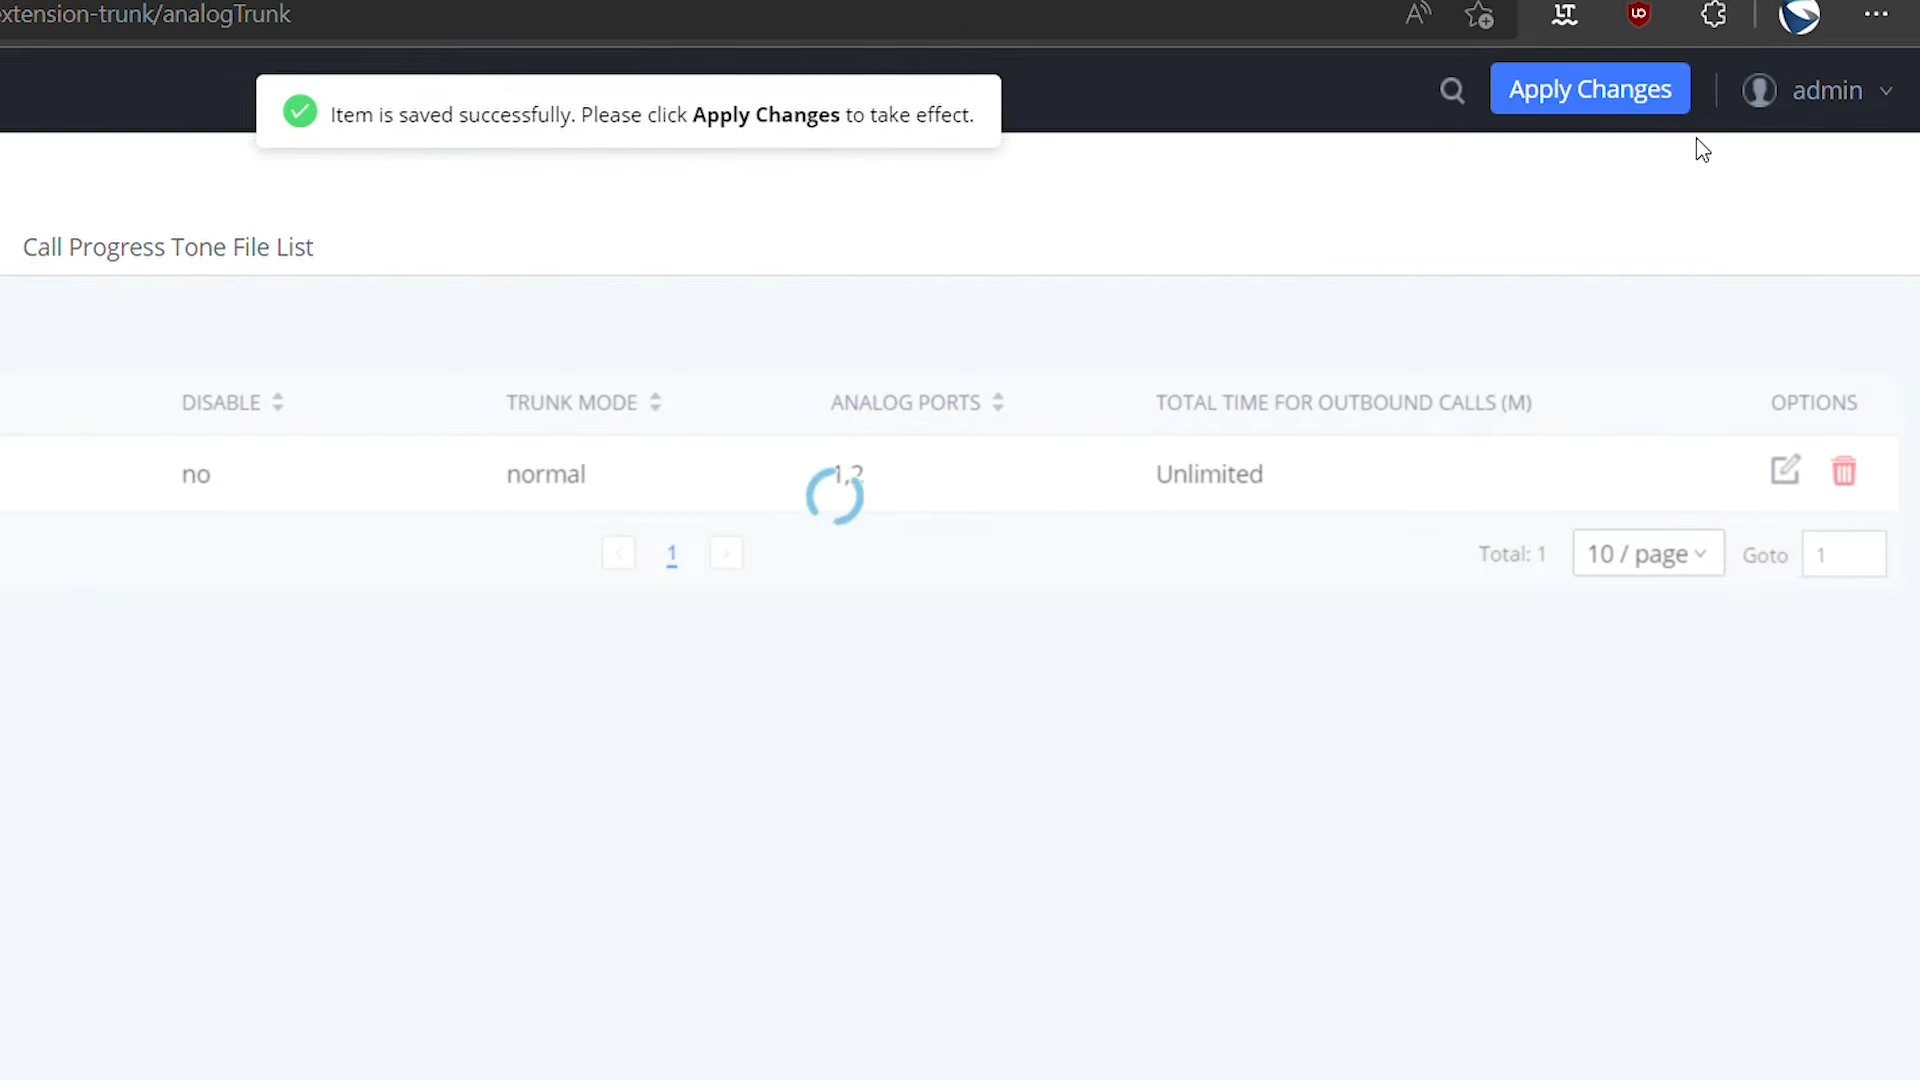 xtension-trunk/analogTrunk
Item is saved successfully. Please click Apply Changes to take effect.
Apply Changes
admin
Call Progress Tone File List
DISABLE TRUNK MODE ANALOG PORTS TOTAL TIME FOR OUTBOUND CALLS (M) OPTIONS
no normal 1,2 Unlimited
1 Total: 1 10 / page Goto 1